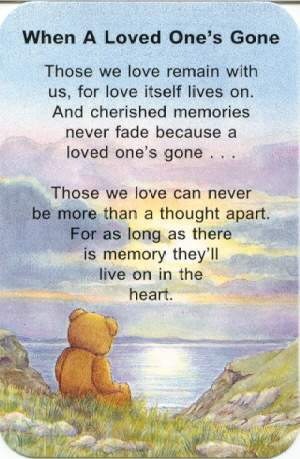 When A Loved One's Gone
Those we love remain with
us, for love itself lives on.
And cherished memories
never fade because a
loved one's gone . . .
Those we love can never
be more than a thought apart.
For as long as there
is memory they'll
live on in the
heart.